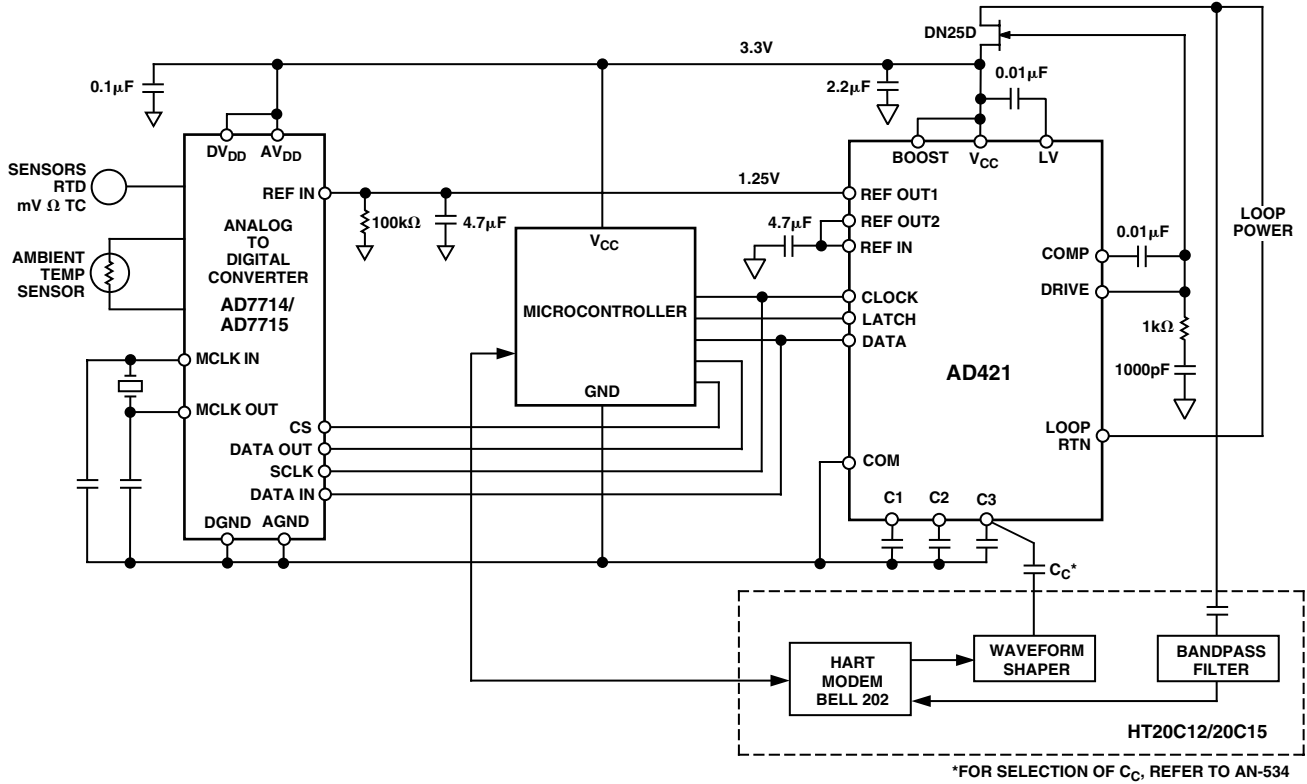 DN25D
3.3V
0.1μF
2.2μF
0.01μF
DVDD
AVDD
BOOST
VCC
LV
SENSORS
RTD
mV Ω TC
REF IN
1.25V
REF OUT1
ANALOG
TO
DIGITAL
CONVERTER
AD7714/
AD7715
100kΩ
4.7μF
4.7μF
REF OUT2
REF IN
LOOP
POWER
VCC
AMBIENT
TEMP
SENSOR
COMP
0.01μF
DRIVE
MICROCONTROLLER
CLOCK
LATCH
DATA
1kΩ
1000pF
MCLK IN
AD421
GND
MCLK OUT
CS
DATA OUT
SCLK
DATA IN
LOOP
RTN
COM
C1
C2
C3
DGND
AGND
CC*
HART
MODEM
BELL 202
WAVEFORM
SHAPER
BANDPASS
FILTER
HT20C12/20C15
*FOR SELECTION OF CC, REFER TO AN-534